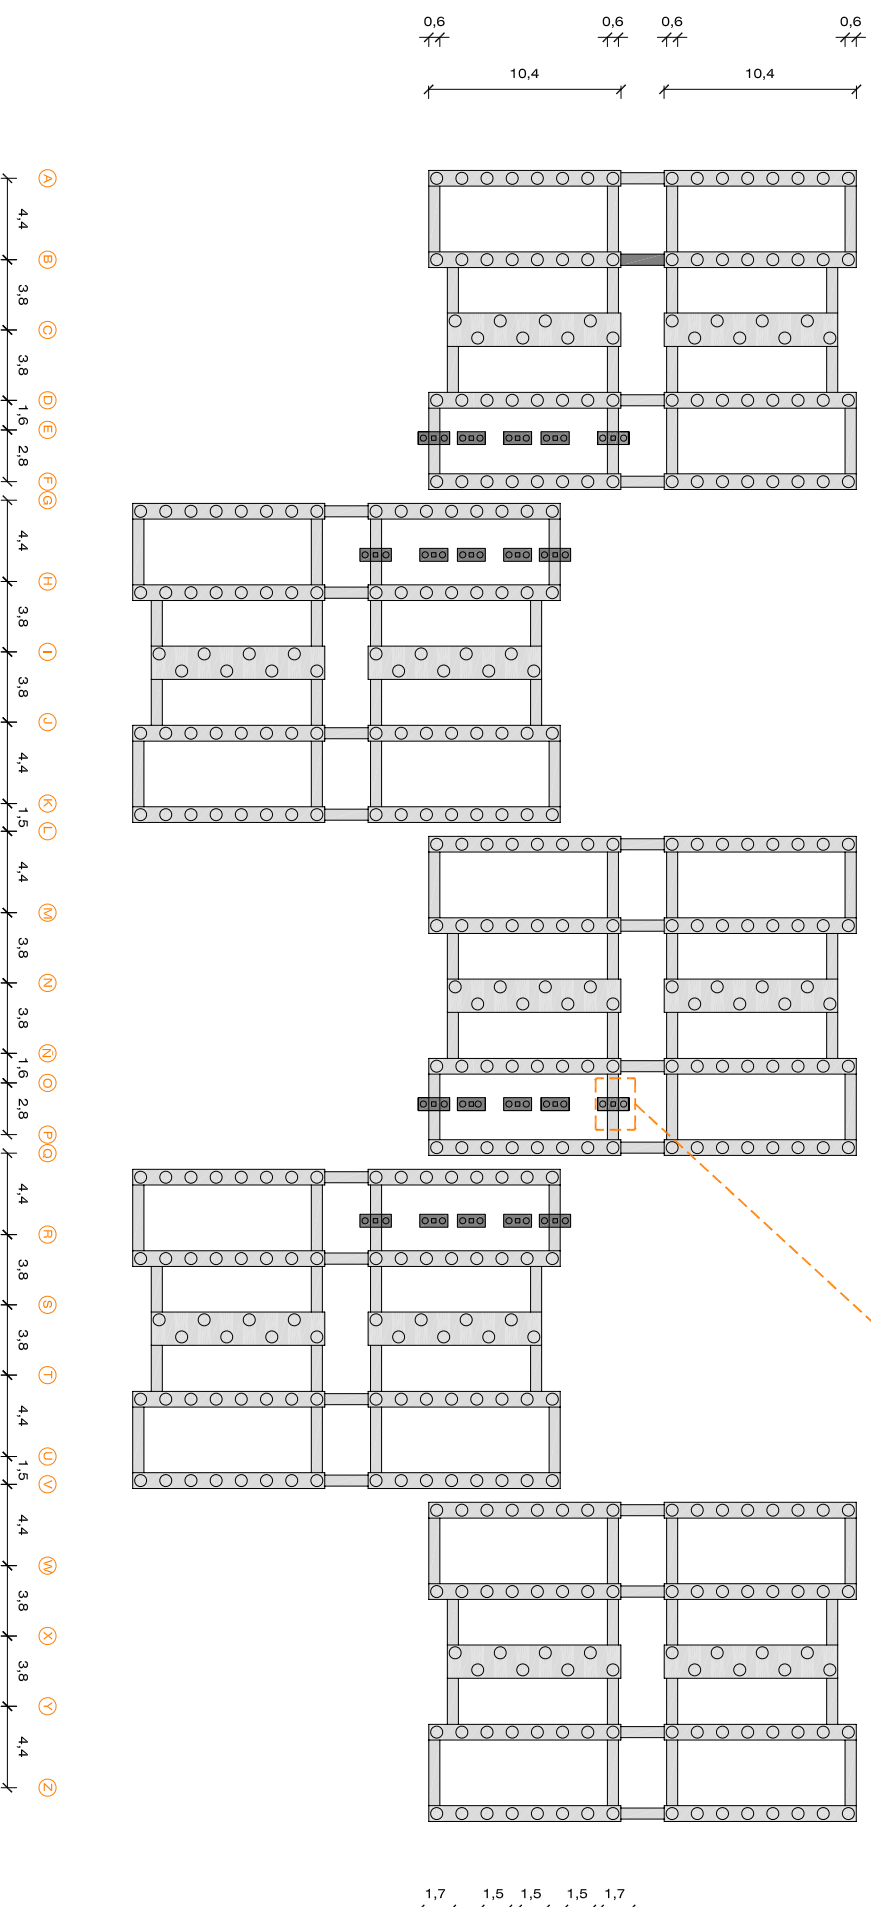 0,6 0,6 0,6 0,6
10,4 10,4
A
4,4
B
3,8
C
3,8
D
1,6
E
2,8
F
G
4,4
H
3,8
I
3,8
J
4,4
K
1,5
L
4,4
M
3,8
N
3,8
Ñ
1,6
O
2,8
P
Q
4,4
R
3,8
S
3,8
T
4,4
U
1,5
V
4,4
W
3,8
X
3,8
Y
4,4
Z
1,7 1,5 1,5 1,5 1,7